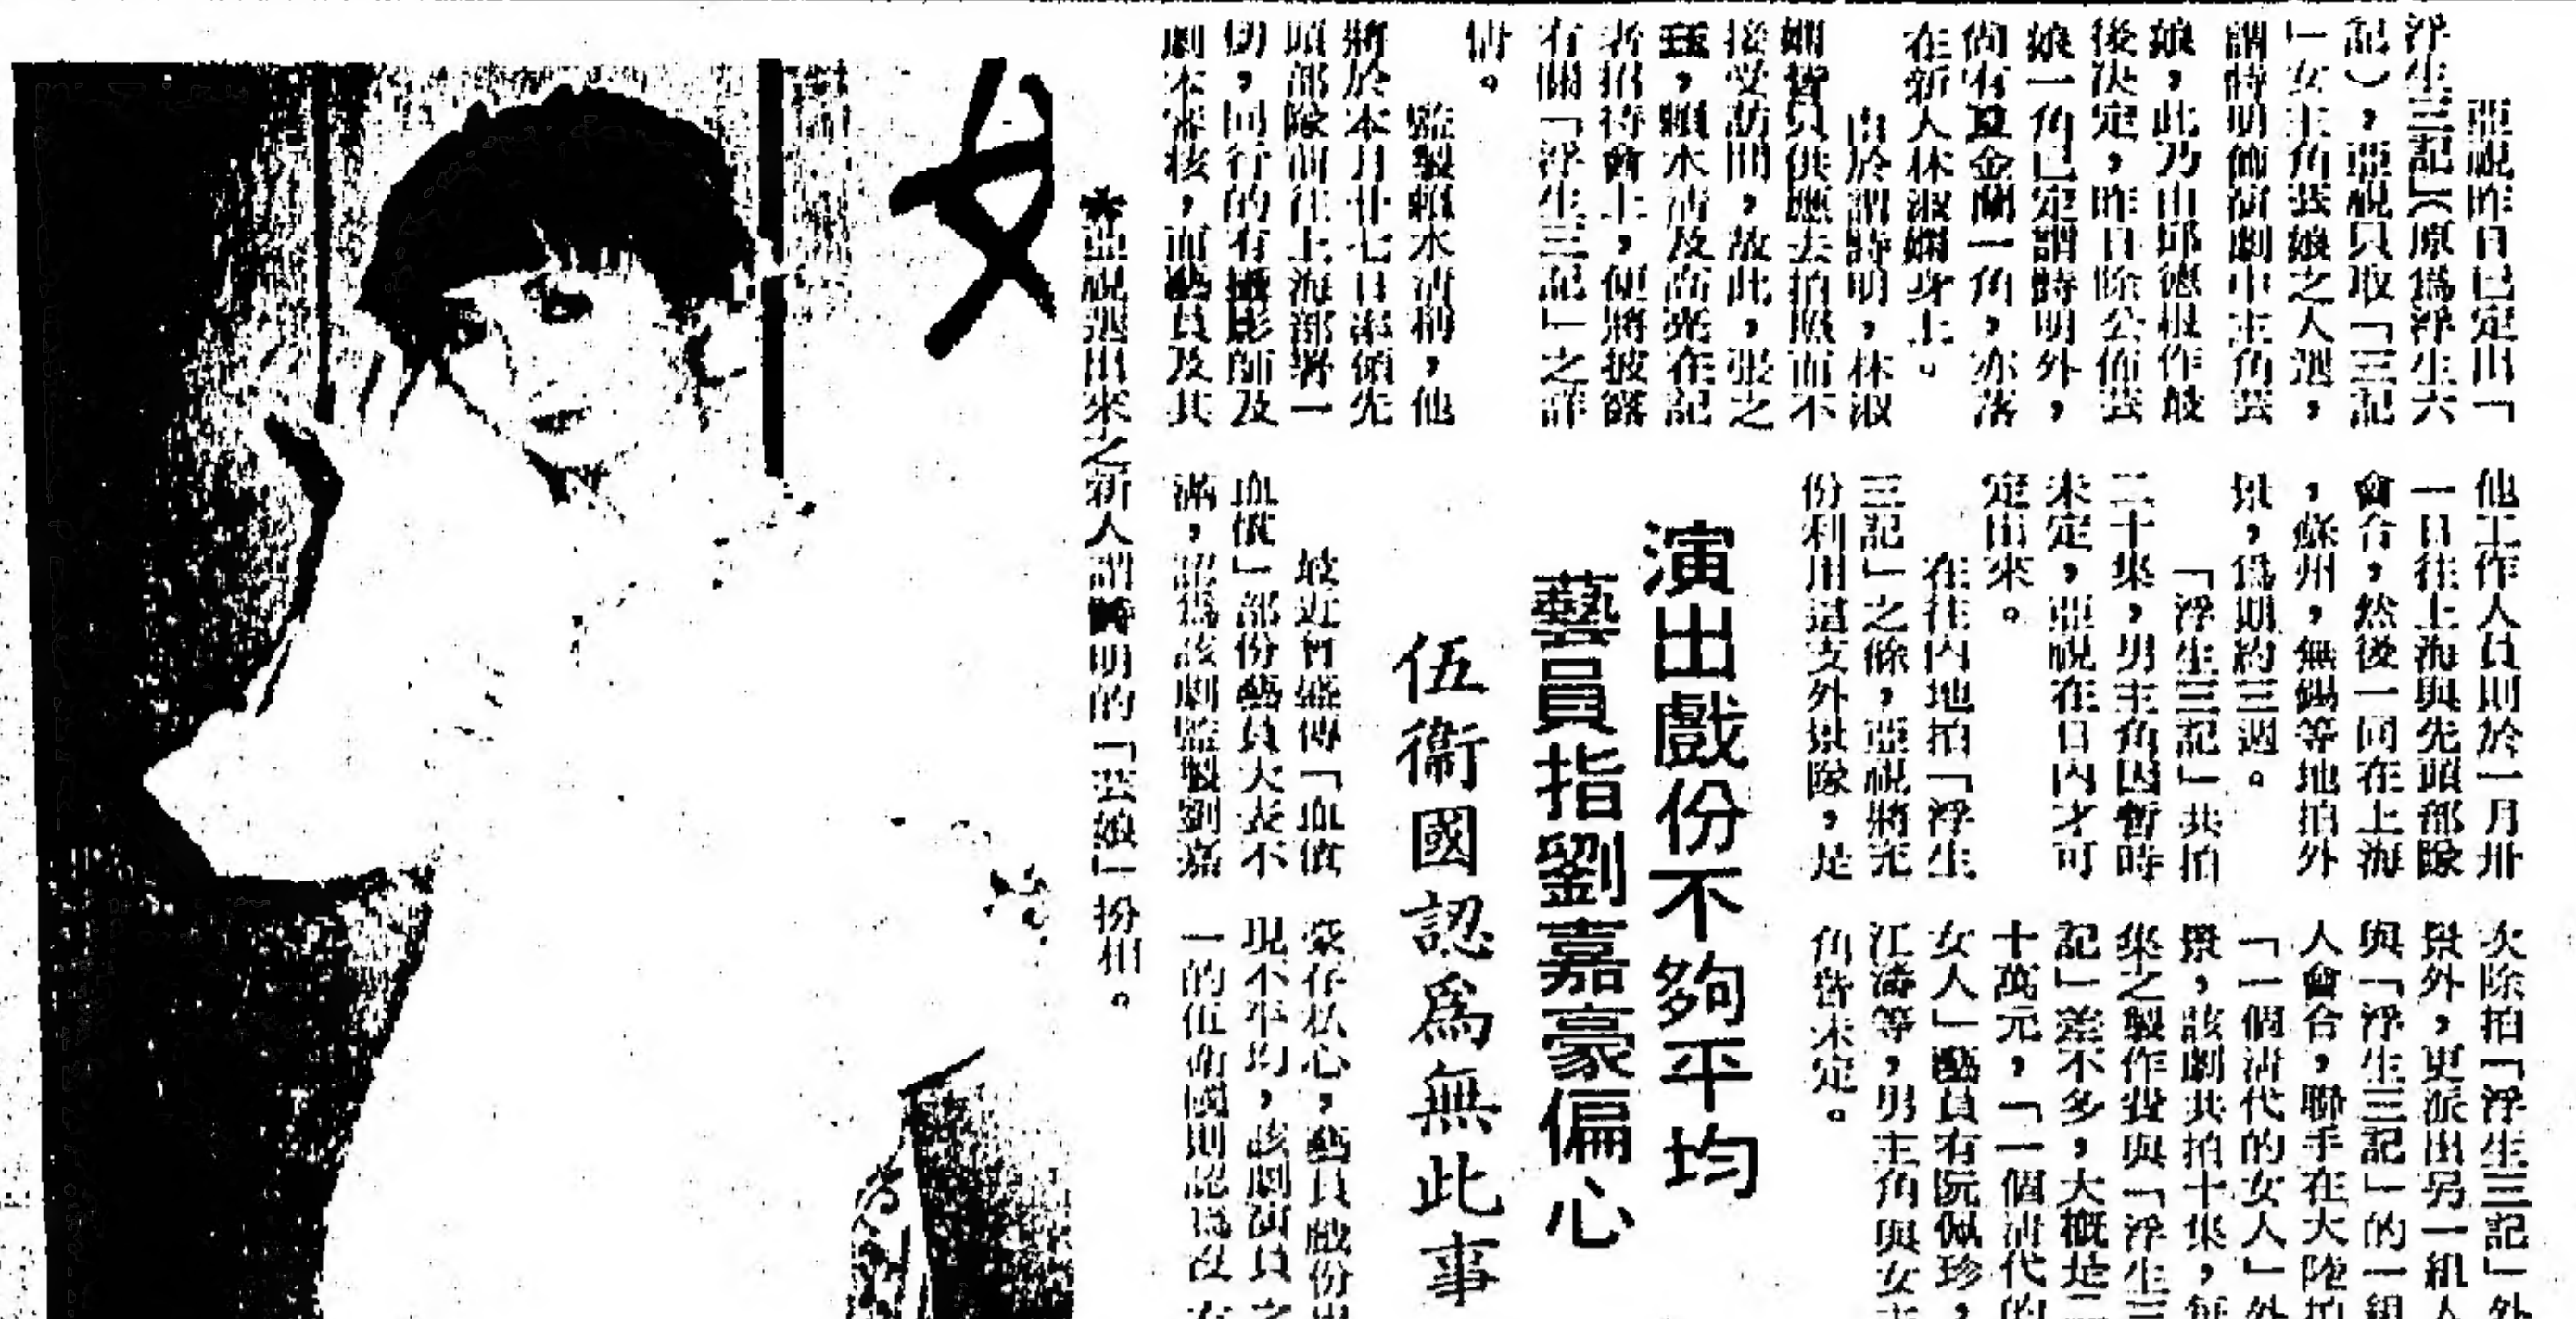 亞視昨日已定出「
浮生三記】（原爲浮生六
記），亞視只取「三記
」女主角芸娘之人選，
謂詩明飾演劇中主角芸
娘，此乃由邱德根作最
後決定，昨日除公佈芸
娘一角已定謂詩明外，
尚有夏金蘭一角，亦落
在新人林淑嫻身上。
由於謂詩明，林淑
嫻皆只供應去拍照而不
接受訪問，故此，張之
珏，賴水清及高亮在記
者招待會上，便將披露
有關「浮生三記」之詳
情。
監製賴水清稱，他
將於本月廿七日率領先
頭部隊前往上海部署一
切，同行的有攝影師及
劇本審核，而藝員及其
他工作人員則於一月卅
一日往上海與先頭部隊
會合，然後一同在上海
，蘇州，無錫等地拍外
景，爲期約三週。
「浮生三記」共拍
二十集，男主角因暫時
未定，亞視在日內才可
定出來。
在往內地拍「浮生
三記」之餘，亞視將充
份利用這支外景隊，是
次除拍「浮生三記」外
景外，更派出另一組人
與「浮生三記」的一組
人會合，聯手在大陸拍
「一個清代的女人」外
景，該劇共拍十集，每
集之製作費與「浮生三
記」差不多，大概是二
十萬元，「一個清代的
女人」藝員有阮佩珍，
江濤等，男主角與女主
角皆未定。
演出戲份不夠平均
藝員指劉嘉豪偏心
伍衞國認爲無此事
最近暫盛傳「血債
血償」部份藝員大表不
滿，認爲該劇監製劉嘉
豪存私心，藝員戲份出
現不平均，該劇演員之
一的伍衞國則認爲沒有
女
＊亞視選出來之新人謂詩明的「芸娘」扮相。